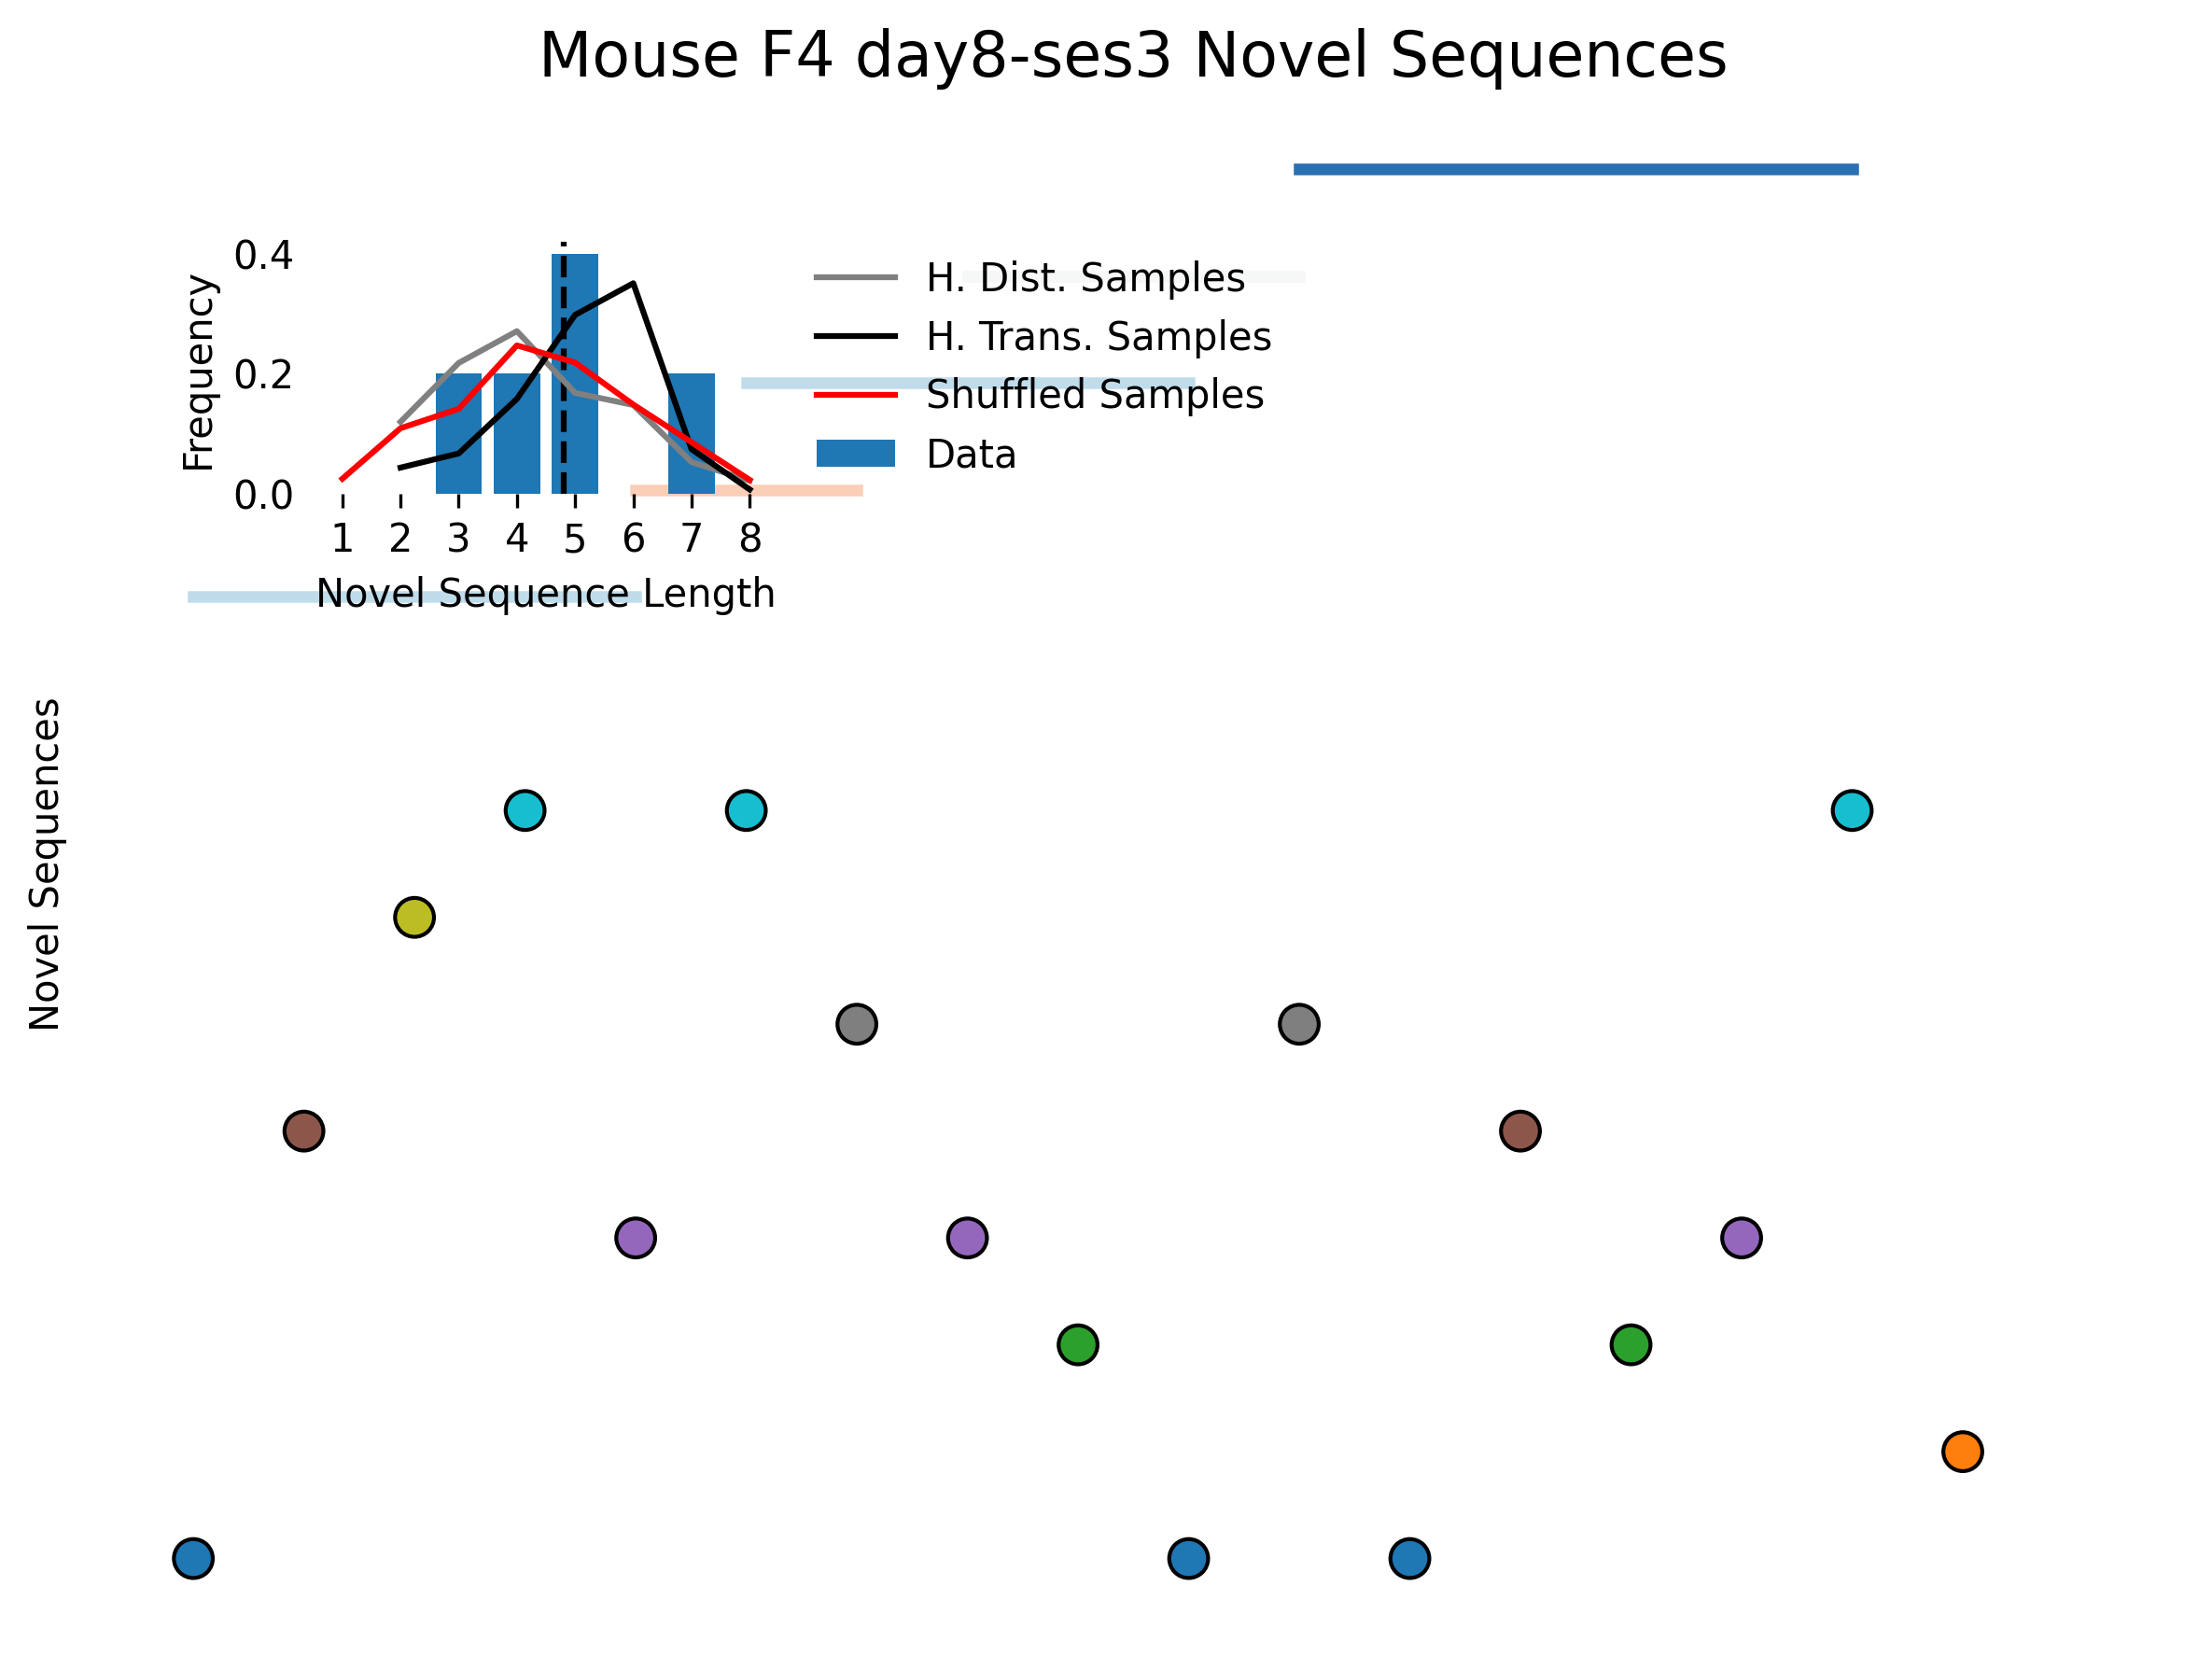 Mouse F4 day8-ses3 Novel Sequences
0.4
0.2
0.0
Frequency
1 2 3 4 5 6 7 8
Novel Sequence Length
H. Dist. Samples
H. Trans. Samples
Shuffled Samples
Data
Novel Sequences